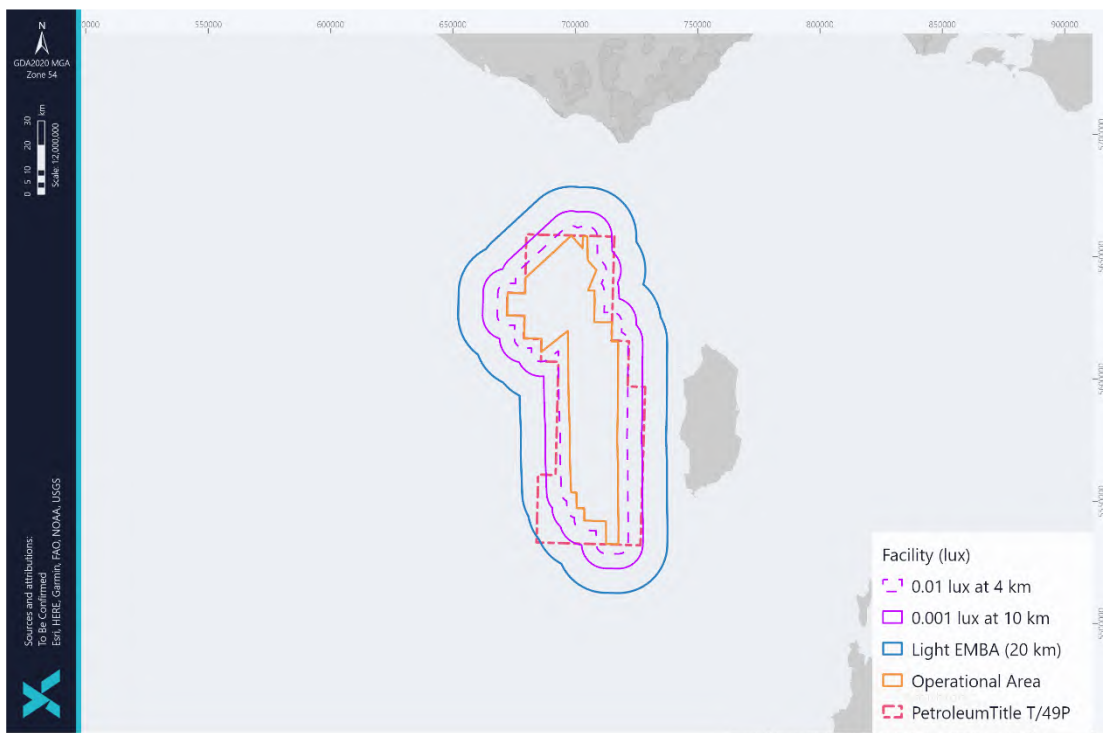 N
GDA2020 MGA
Zone 54
0 5 10 20 30
km
Scale: 12,000,000
Sources and attributions:
To Be Confirmed
Esri, HERE, Garmin, FAO, NOAA, USGS
0000 550000 600000 650000 700000 750000 800000 850000 900000
Facility (lux)
0.01 lux at 4 km
0.001 lux at 10 km
Light EMBA (20 km)
Operational Area
PetroleumTitle T/49P